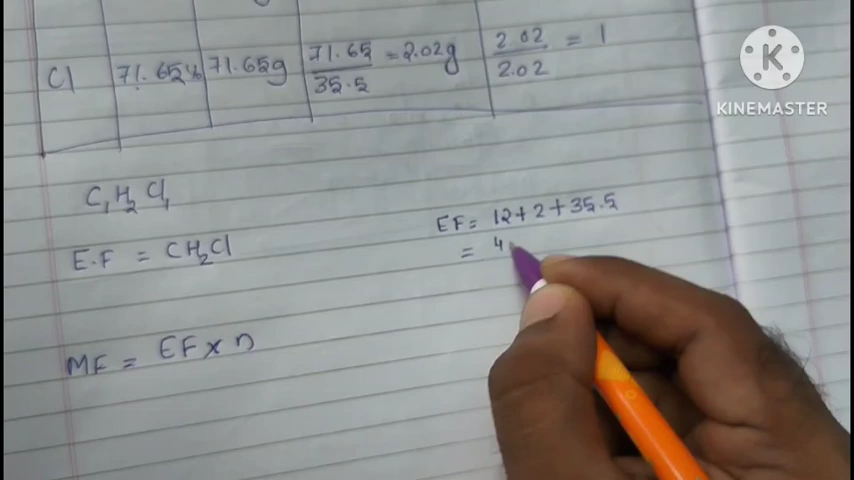 Cl 71.65% 71.65g 71.65/35.5 = 2.02g 2.02/2.02 = 1
K
KINEMASTER
C₁H₂Cl₁
E.F = CH₂Cl
EF = 12+2+35.5
= 4
MF = EF x n